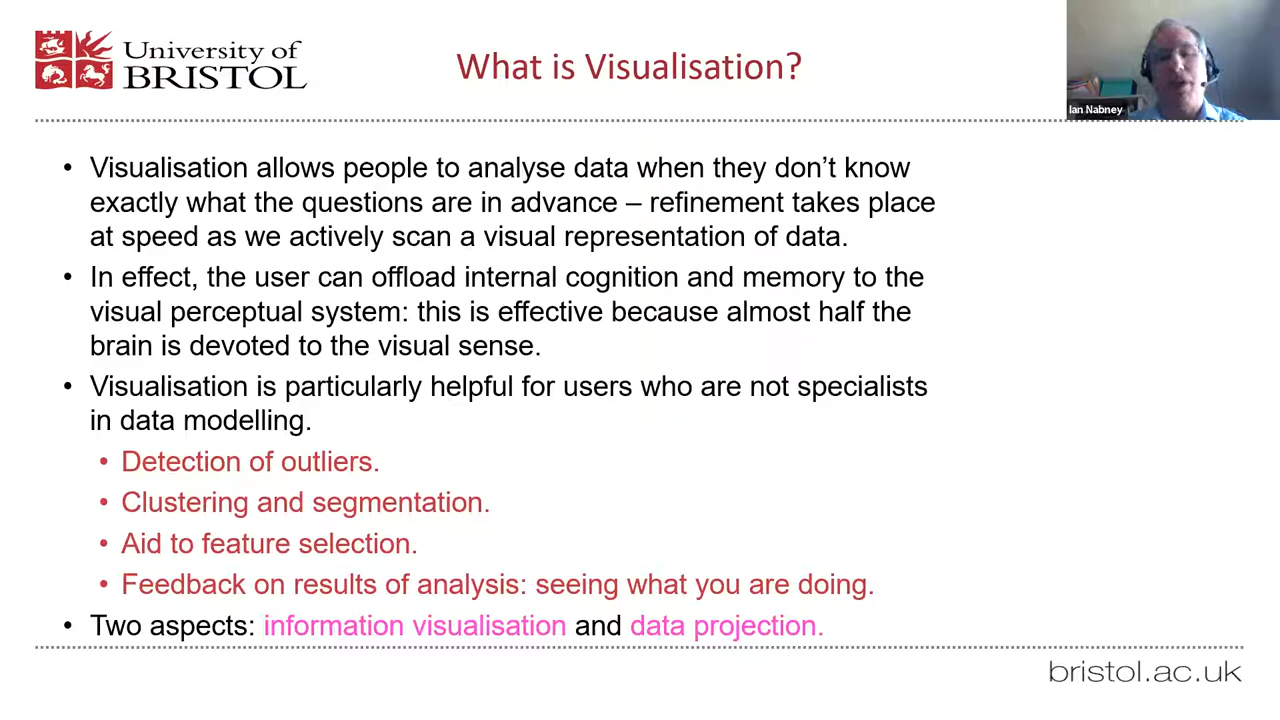 University of
BRISTOL
What is Visualisation?
Ian Nabney
• Visualisation allows people to analyse data when they don’t know
exactly what the questions are in advance – refinement takes place
at speed as we actively scan a visual representation of data.
• In effect, the user can offload internal cognition and memory to the
visual perceptual system: this is effective because almost half the
brain is devoted to the visual sense.
• Visualisation is particularly helpful for users who are not specialists
in data modelling.
• Detection of outliers.
• Clustering and segmentation.
• Aid to feature selection.
• Feedback on results of analysis: seeing what you are doing.
• Two aspects: information visualisation and data projection.
bristol.ac.uk